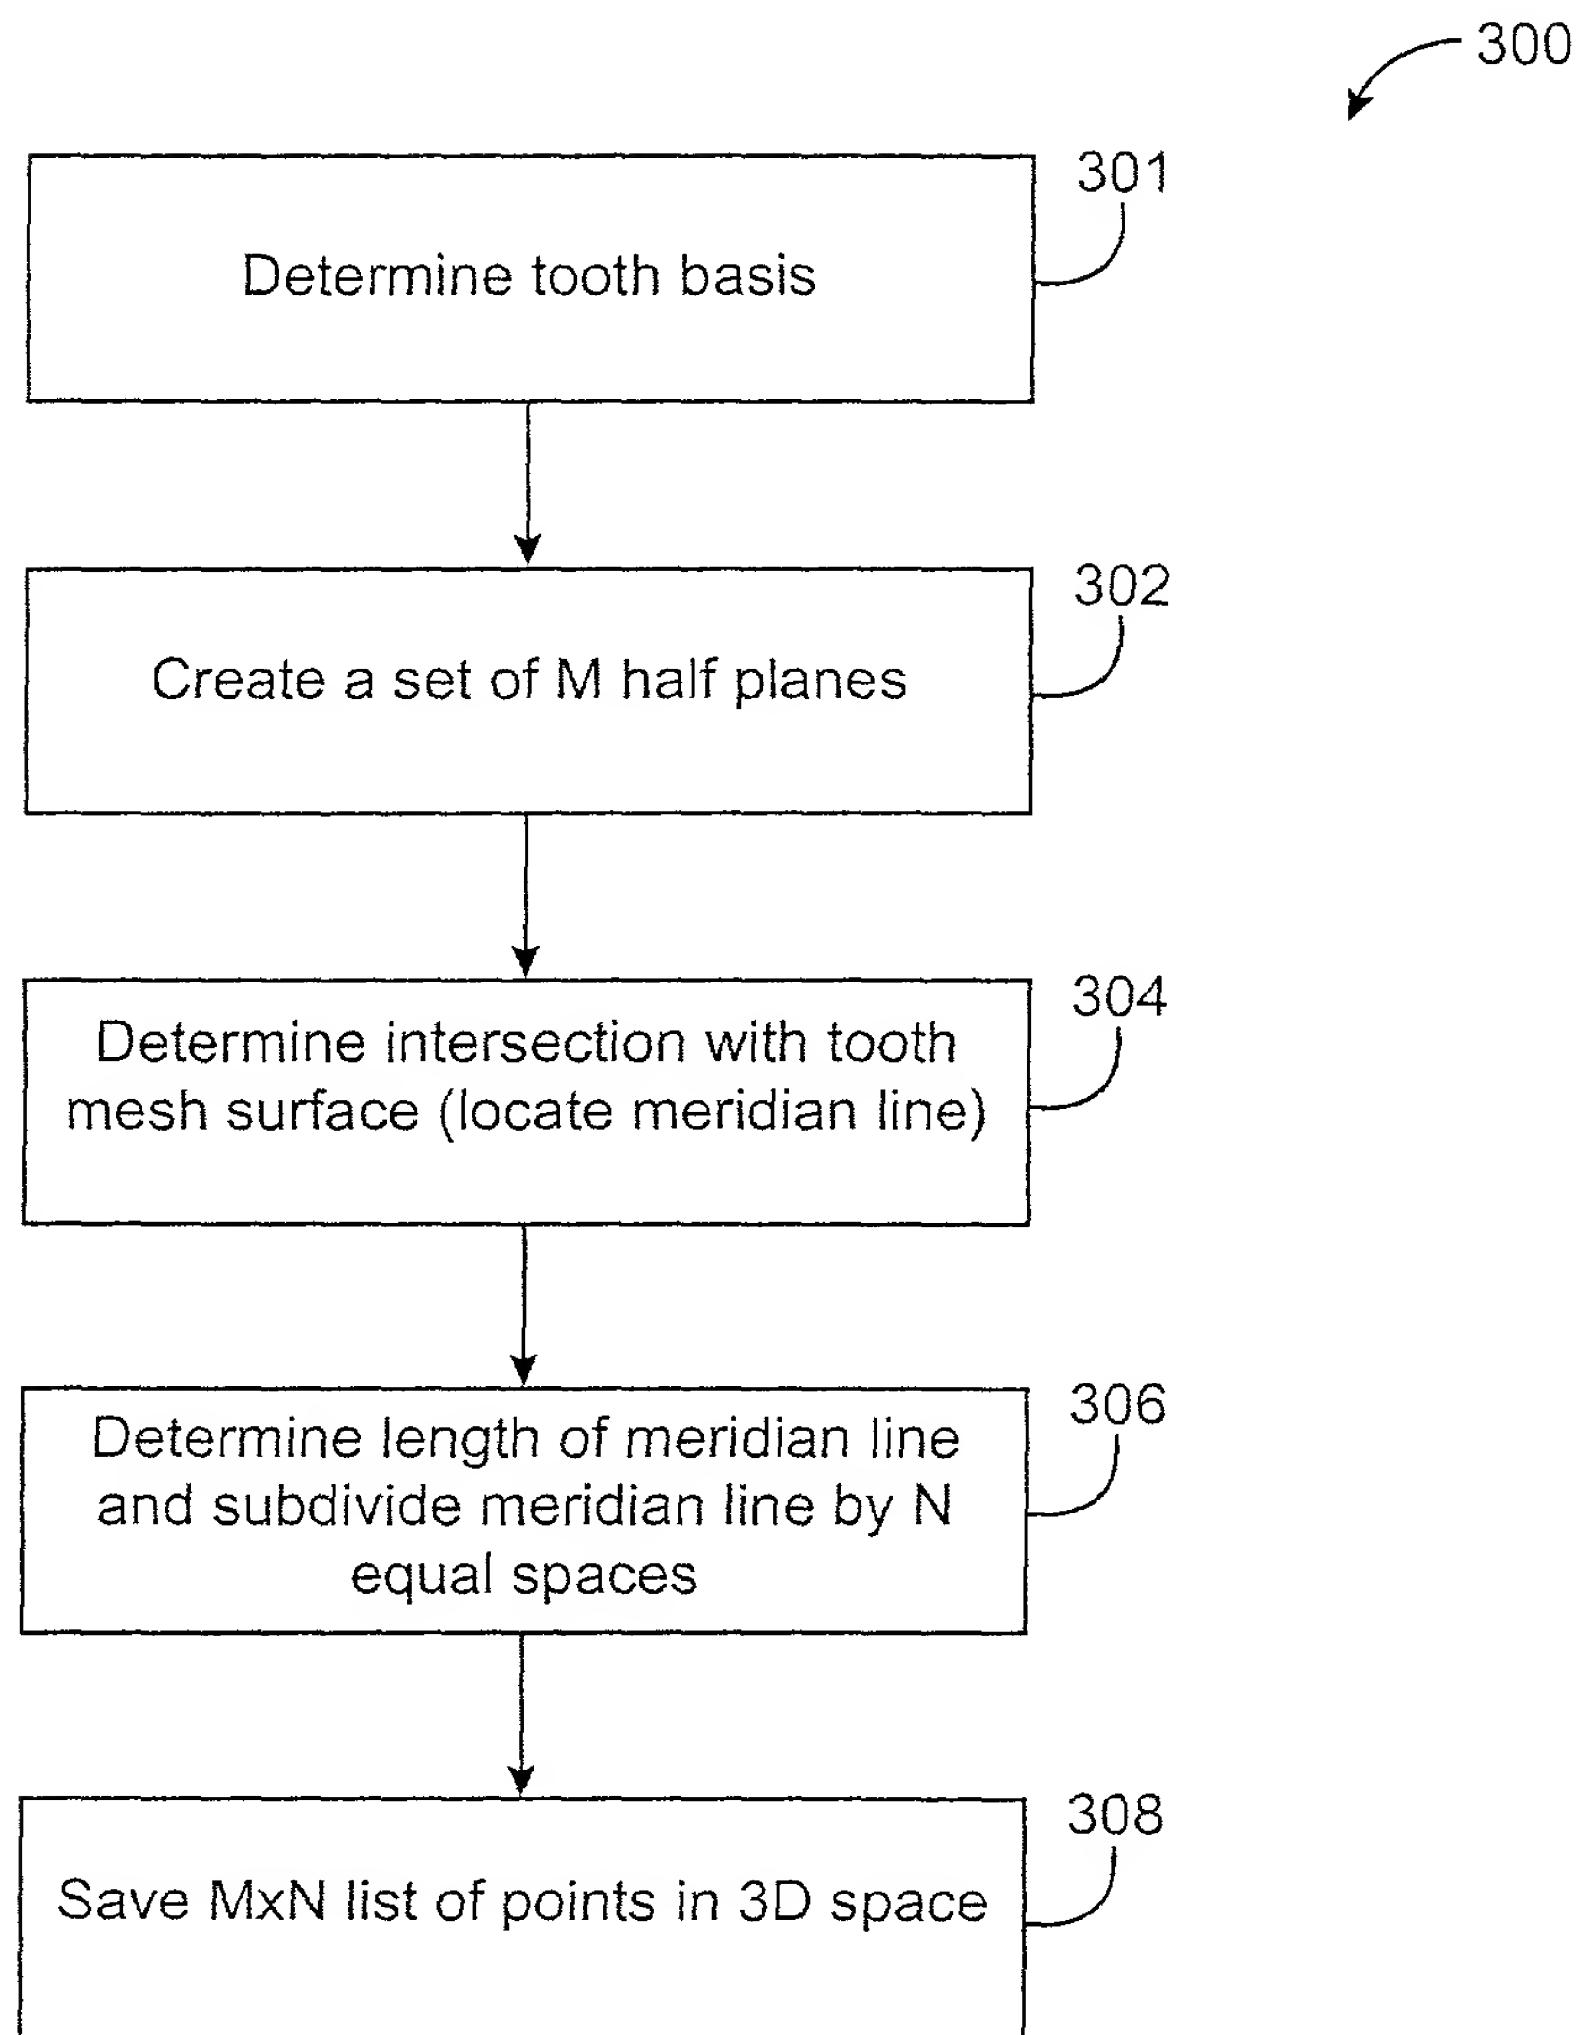 300
301
Determine tooth basis
302
Create a set of M half planes
304
Determine intersection with tooth
mesh surface (locate meridian line)
306
Determine length of meridian line
and subdivide meridian line by N
equal spaces
308
Save MxN list of points in 3D space